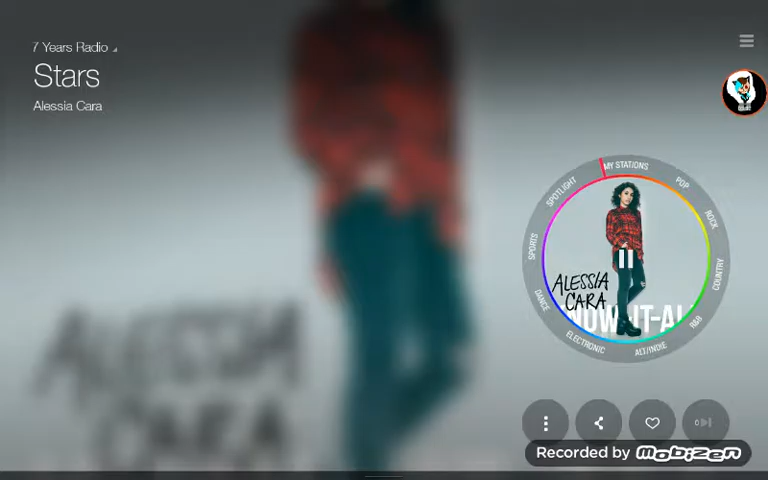 7 Years Radio
Stars
Alessia Cara
MY STATIONS
POP
ROCK
COUNTRY
R&B
ALT/INDIE
ELECTRONIC
DANCE
SPORTS
SPOTLIGHT
ALESSIA
CARA
Recorded by mobizen